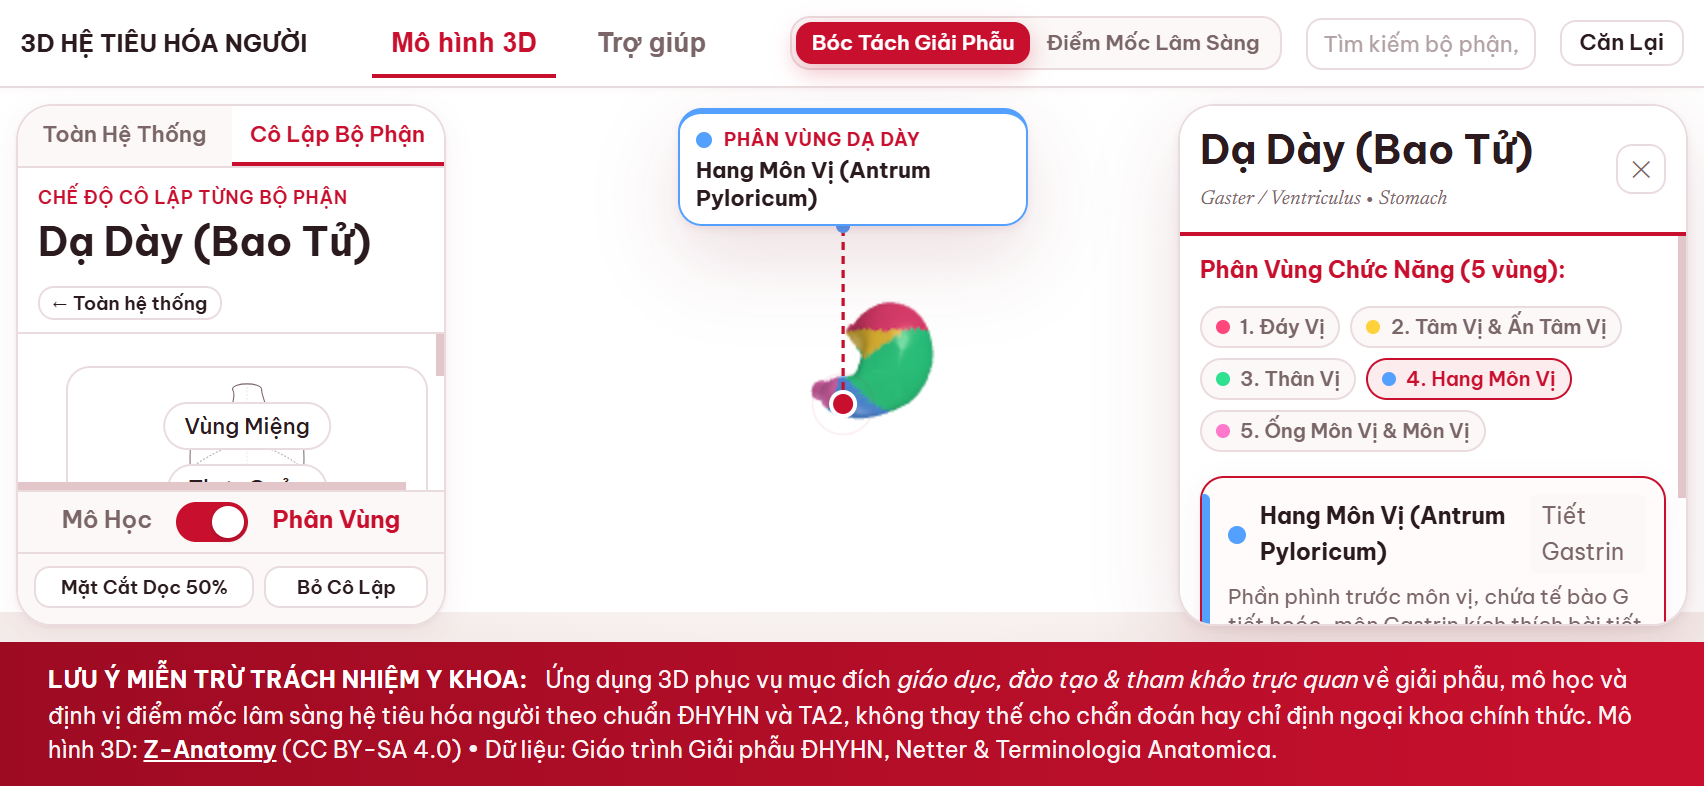 3D HỆ TIÊU HÓA NGƯỜI
Mô hình 3D
Trợ giúp
Bóc Tách Giải Phẫu
Điểm Mốc Lâm Sàng
Tìm kiếm bộ phận,
Căn Lại
Toàn Hệ Thống
Cô Lập Bộ Phận
CHẾ ĐỘ CÔ LẬP TỪNG BỘ PHẬN
Dạ Dày (Bao Tử)
← Toàn hệ thống
Vùng Miệng
Mô Học
Phân Vùng
Mặt Cắt Dọc 50%
Bỏ Cô Lập
PHÂN VÙNG DẠ DÀY
Hang Môn Vị (Antrum
Pyloricum)
Dạ Dày (Bao Tử)
Gaster / Ventriculus • Stomach
Phân Vùng Chức Năng (5 vùng):
1. Đáy Vị
2. Tâm Vị & Ấn Tâm Vị
3. Thân Vị
4. Hang Môn Vị
5. Ống Môn Vị & Môn Vị
Hang Môn Vị (Antrum
Pyloricum)
Tiết
Gastrin
Phần phình trước môn vị, chứa tế bào G
LƯU Ý MIỄN TRỪ TRÁCH NHIỆM Y KHOA: Ứng dụng 3D phục vụ mục đích giáo dục, đào tạo & tham khảo trực quan về giải phẫu, mô học và
định vị điểm mốc lâm sàng hệ tiêu hóa người theo chuẩn ĐHYHN và TA2, không thay thế cho chẩn đoán hay chỉ định ngoại khoa chính thức. Mô
hình 3D: Z-Anatomy (CC BY-SA 4.0) • Dữ liệu: Giáo trình Giải phẫu ĐHYHN, Netter & Terminologia Anatomica.